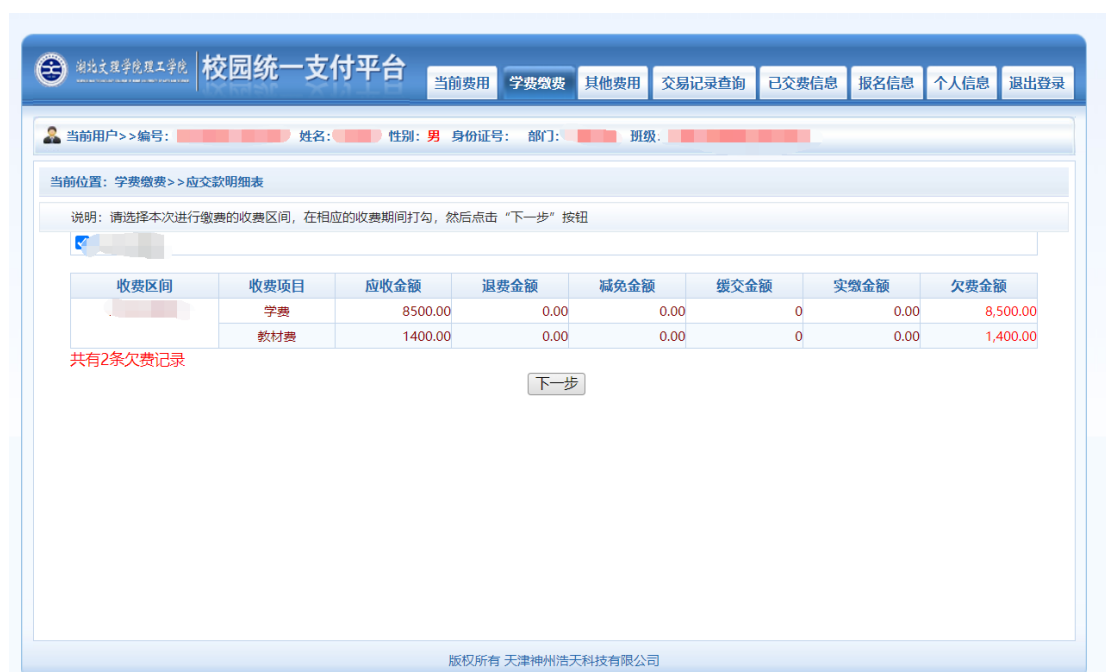 湖北文理学院理工学院 校园统一支付平台
当前费用 学费缴费 其他费用 交易记录查询 已交费信息 报名信息 个人信息 退出登录
当前用户>>编号： 姓名： 性别：男 身份证号： 部门： 班级：
当前位置：学费缴费>>应交款明细表
说明：请选择本次进行缴费的收费区间，在相应的收费期间打勾，然后点击“下一步”按钮
收费区间 收费项目 应收金额 退费金额 减免金额 缓交金额 实缴金额 欠费金额
学费 8500.00 0.00 0.00 0 0.00 8,500.00
教材费 1400.00 0.00 0.00 0 0.00 1,400.00
共有2条欠费记录
下一步
版权所有 天津神州浩天科技有限公司